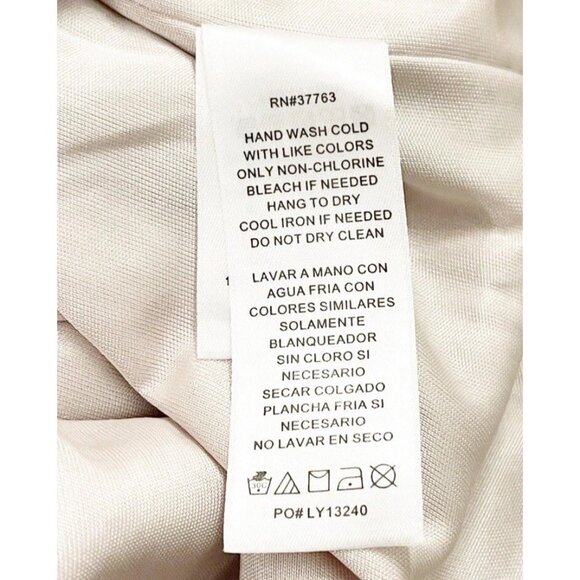 RN#37763
HAND WASH COLD
WITH LIKE COLORS
ONLY NON-CHLORINE
BLEACH IF NEEDED
HANG TO DRY
COOL IRON IF NEEDED
DO NOT DRY CLEAN
LAVAR A MANO CON
AGUA FRIA CON
COLORES SIMILARES
SOLAMENTE
BLANQUEADOR
SIN CLORO SI
NECESARIO
SECAR COLGADO
PLANCHA FRIA SI
NECESARIO
NO LAVAR EN SECO
30C
PO# LY13240